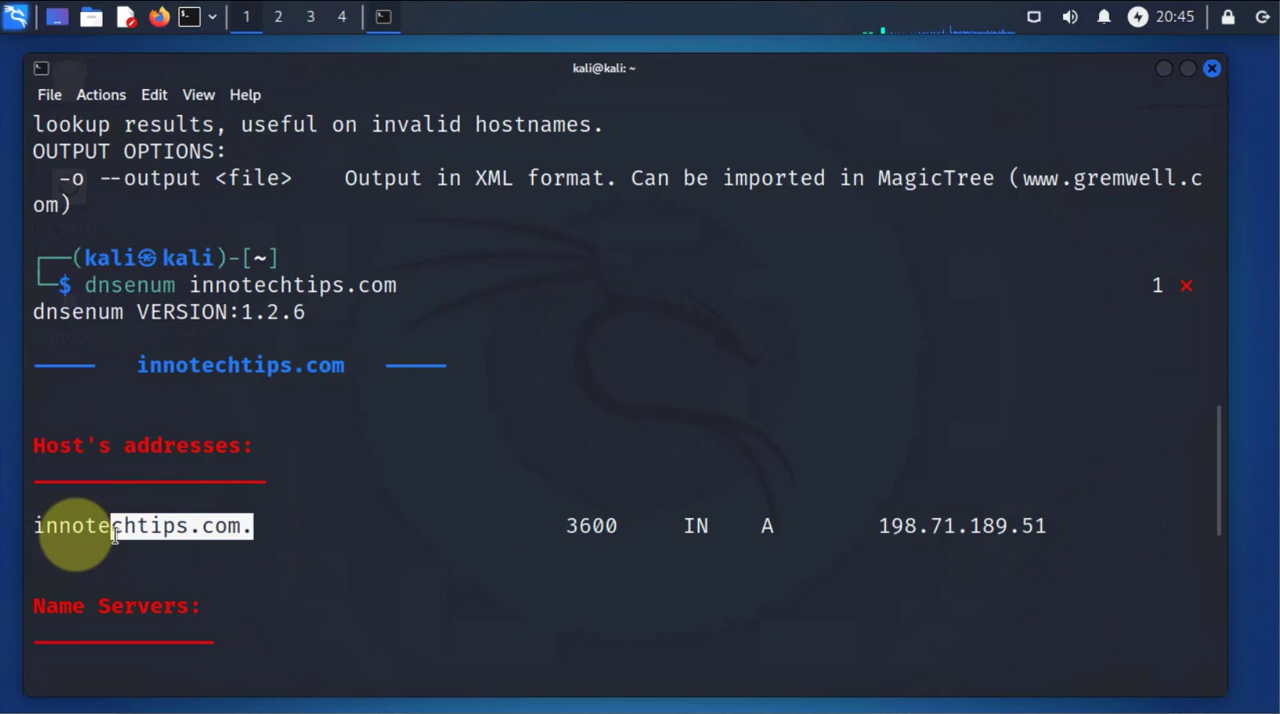 1 2 3 4 20:45
kali@kali: ~
File Actions Edit View Help
lookup results, useful on invalid hostnames.
OUTPUT OPTIONS:
-o --output <file> Output in XML format. Can be imported in MagicTree (www.gremwell.c
om)
┌──(kali㉿kali)-[~]
└─$ dnsenum innotechtips.com 1 ⨯
dnsenum VERSION:1.2.6
----- innotechtips.com -----
Host's addresses:
innotechtips.com. 3600 IN A 198.71.189.51
Name Servers: